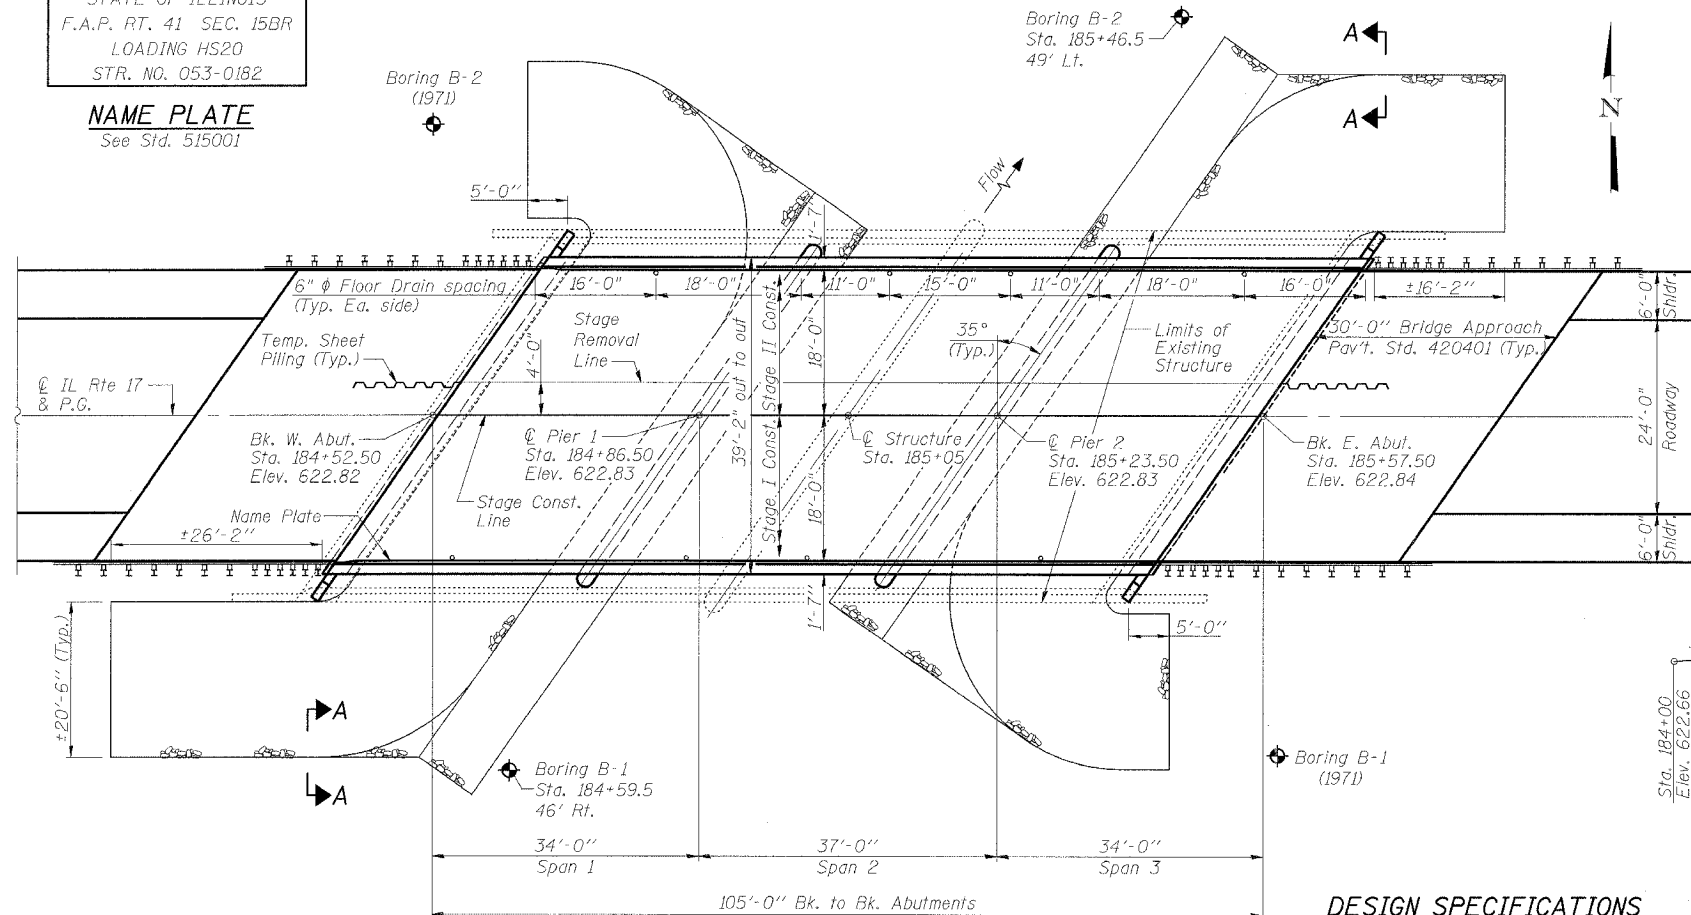 STATE OF ILLINOIS
F.A.P. RT. 41 SEC. 15BR
LOADING HS20
STR. NO. 053-0182
NAME PLATE
See Std. 515001
Boring B-2
(1971)
Boring B-2
Sta. 185+46.5
49' Lt.
A
A
N
Flow
5'-0"
1'-7"
6" ϕ Floor Drain spacing
(Typ. Ea. side)
16'-0"
18'-0"
11'-0"
15'-0"
11'-0"
18'-0"
16'-0"
±16'-2"
6'-0"
Shldr.
Temp. Sheet
Piling (Typ.)
Stage
Removal
Line
4'-0"
39'-2" out to out
Stage II Const.
18'-0"
35°
(Typ.)
Limits of
Existing
Structure
30'-0" Bridge Approach
Pav't. Std. 420401 (Typ.)
℄ IL Rte 17
& P.G.
Bk. W. Abut.
Sta. 184+52.50
Elev. 622.82
℄ Pier 1
Sta. 184+86.50
Elev. 622.83
℄ Structure
Sta. 185+05
℄ Pier 2
Sta. 185+23.50
Elev. 622.83
Bk. E. Abut.
Sta. 185+57.50
Elev. 622.84
24'-0"
Roadway
Stage Const.
Line
Stage I Const.
18'-0"
Name Plate
±26'-2"
6'-0"
Shldr.
1'-7"
5'-0"
±20'-6" (Typ.)
A
A
Boring B-1
Sta. 184+59.5
46' Rt.
Boring B-1
(1971)
Sta. 184+00
Elev. 622.66
34'-0"
Span 1
37'-0"
Span 2
34'-0"
Span 3
105'-0" Bk. to Bk. Abutments
DESIGN SPECIFICATIONS